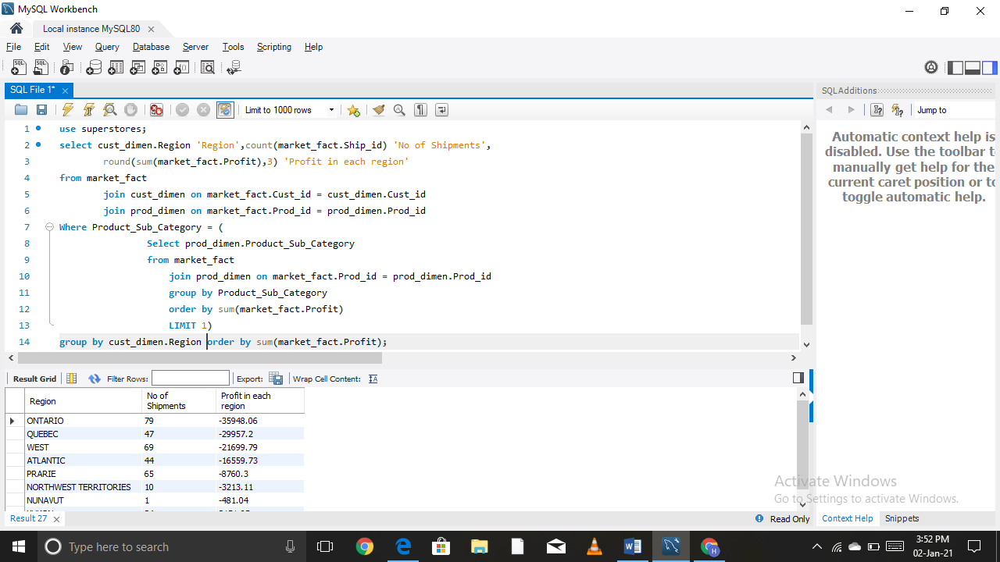 MySQL Workbench
Local instance MySQL80
File Edit View Query Database Server Tools Scripting Help
SQL File 1*
SQLAdditions
Limit to 1000 rows
Jump to
1 use superstores;
2 select cust_dimen.Region 'Region',count(market_fact.Ship_id) 'No of Shipments',
3 round(sum(market_fact.Profit),3) 'Profit in each region'
4 from market_fact
5 join cust_dimen on market_fact.Cust_id = cust_dimen.Cust_id
6 join prod_dimen on market_fact.Prod_id = prod_dimen.Prod_id
7 Where Product_Sub_Category = (
8 Select prod_dimen.Product_Sub_Category
9 from market_fact
10 join prod_dimen on market_fact.Prod_id = prod_dimen.Prod_id
11 group by Product_Sub_Category
12 order by sum(market_fact.Profit)
13 LIMIT 1)
14 group by cust_dimen.Region order by sum(market_fact.Profit);
Automatic context help is
disabled. Use the toolbar t
manually get help for the
current caret position or to
toggle automatic help.
Result Grid Filter Rows: Export: Wrap Cell Content:
Region No of Shipments Profit in each region
ONTARIO 79 -35948.06
QUEBEC 47 -29957.2
WEST 69 -21699.79
ATLANTIC 44 -16559.73
PRARIE 65 -8760.3
NORTHWEST TERRITORIES 10 -3213.11
NUNAVUT 1 -481.04
Activate Windows
Go to Settings to activate Windows.
Result 27
Read Only
Context Help Snippets
Type here to search
3:52 PM
02-Jan-21